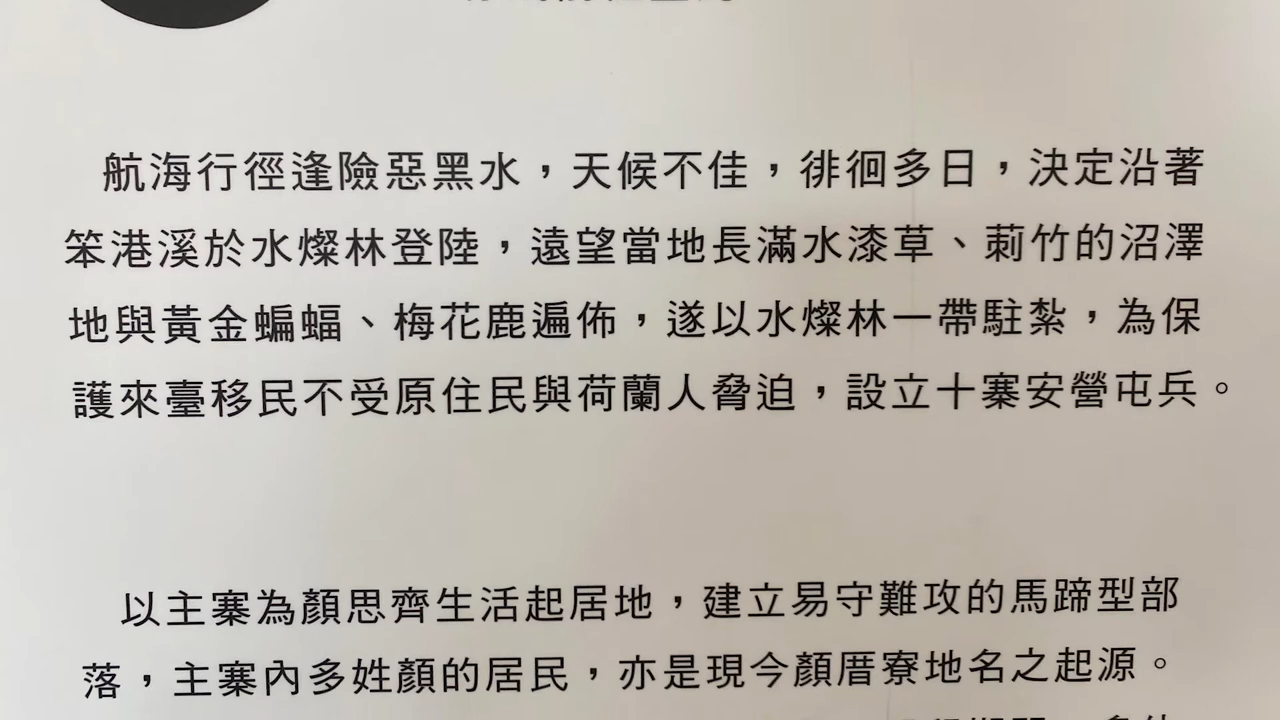 航海行徑逢險惡黑水，天候不佳，徘徊多日，決定沿著
笨港溪於水燦林登陸，遠望當地長滿水漆草、莿竹的沼澤
地與黃金蝙蝠、梅花鹿遍佈，遂以水燦林一帶駐紮，為保
護來臺移民不受原住民與荷蘭人脅迫，設立十寨安營屯兵。
以主寨為顏思齊生活起居地，建立易守難攻的馬蹄型部
落，主寨內多姓顏的居民，亦是現今顏厝寮地名之起源。